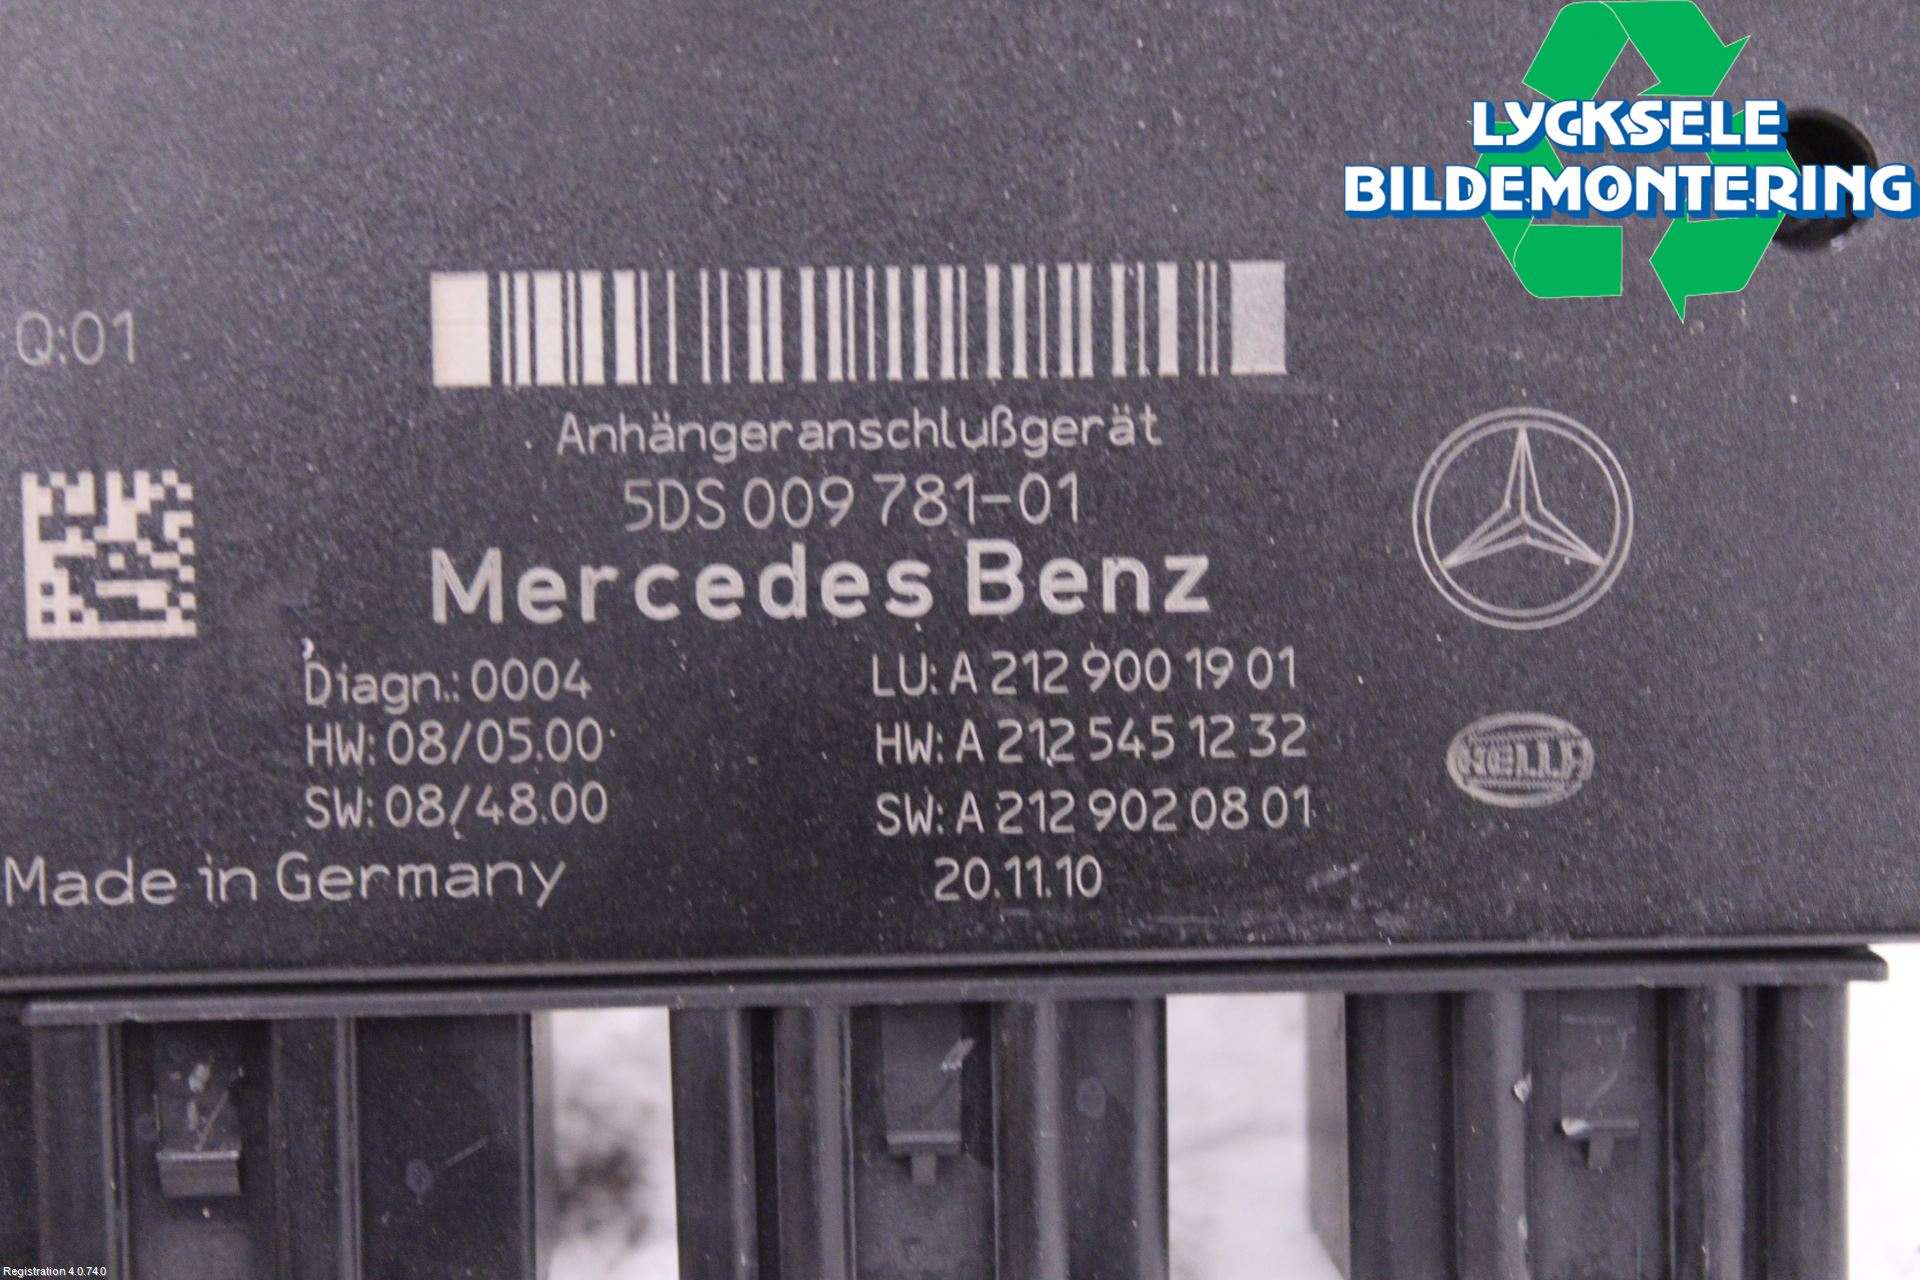 LYCKSELE
BILDEMONTERING
Q:01
Anhängeranschlußgerät
5DS 009 781-01
Mercedes Benz
Diagn.: 0004
LU: A 212 900 19 01
HW: 08/05.00
HW: A 212 545 12 32
HELLA
SW: 08/48.00
SW: A 212 902 08 01
Made in Germany
20.11.10
Registration 4.0.74.0